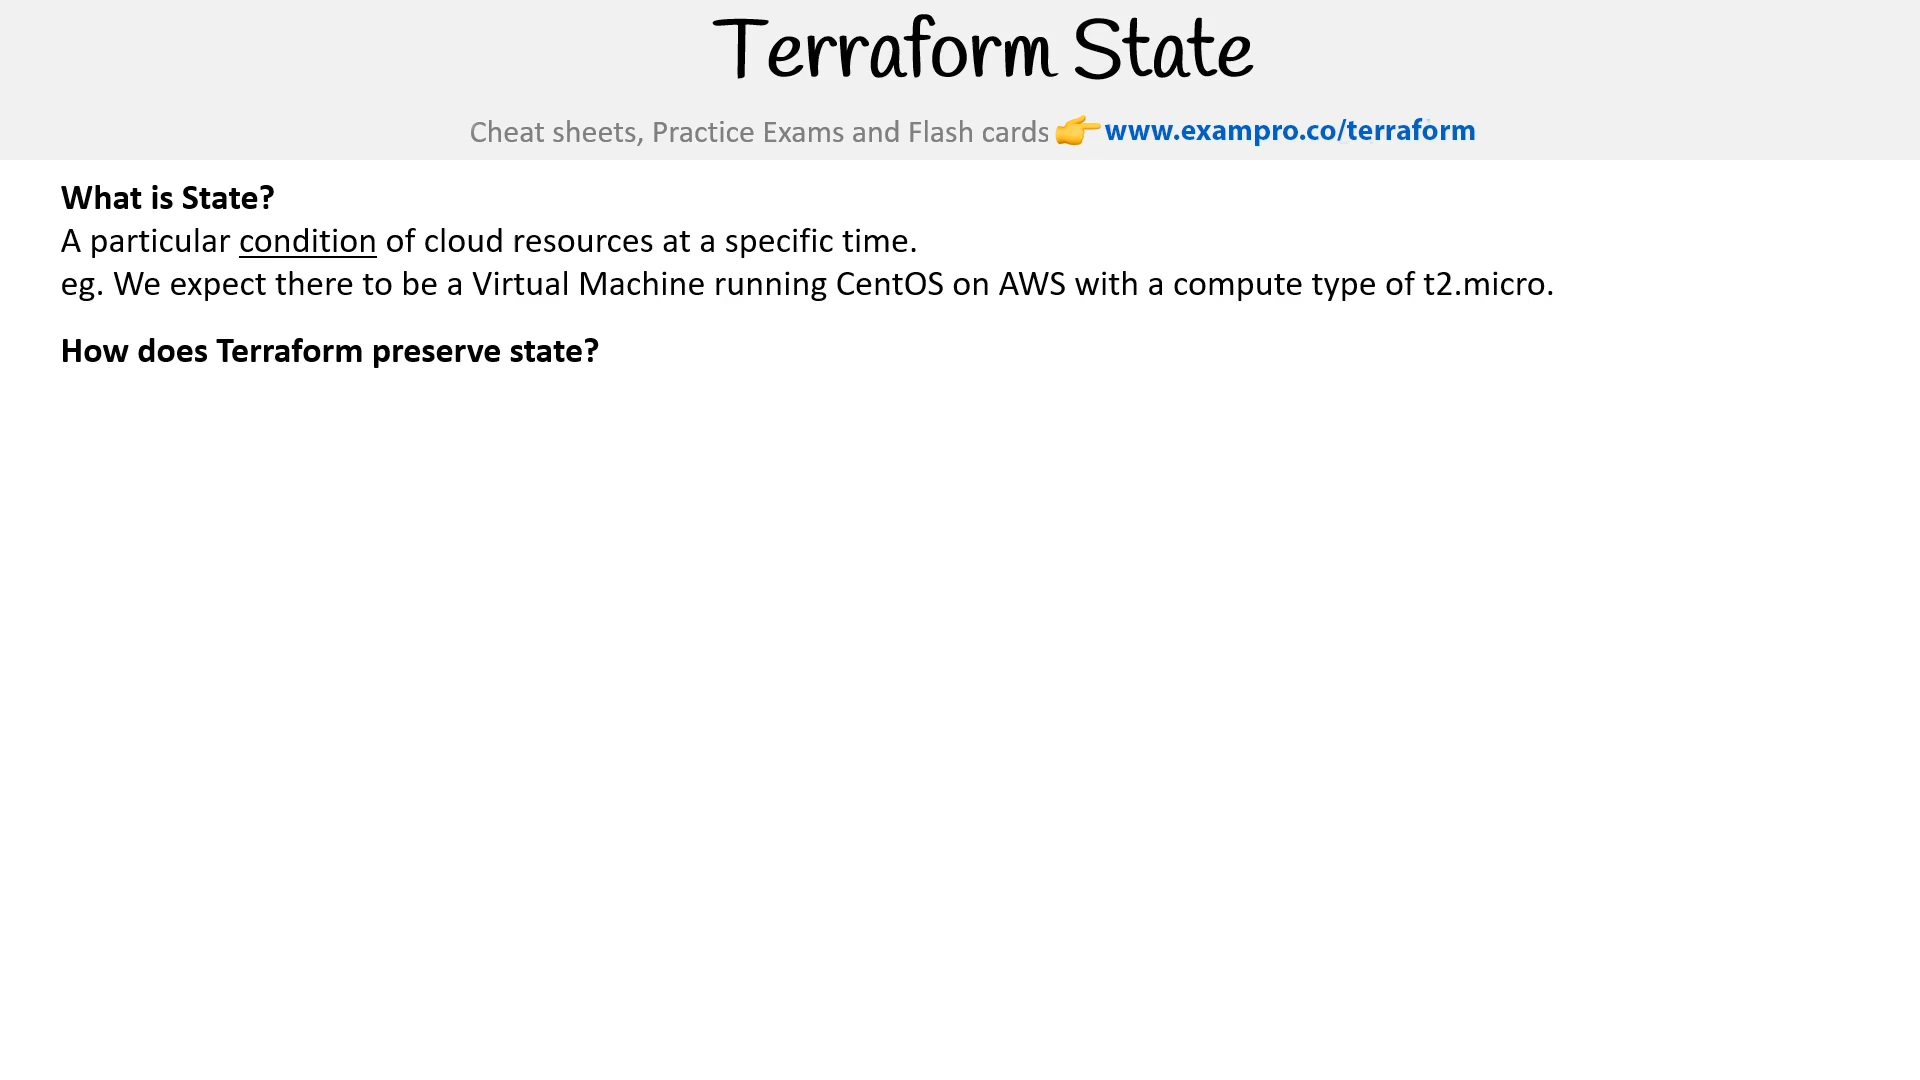 Terraform State
Cheat sheets, Practice Exams and Flash cards 👉www.exampro.co/terraform
What is State?
A particular condition of cloud resources at a specific time.
eg. We expect there to be a Virtual Machine running CentOS on AWS with a compute type of t2.micro.
How does Terraform preserve state?